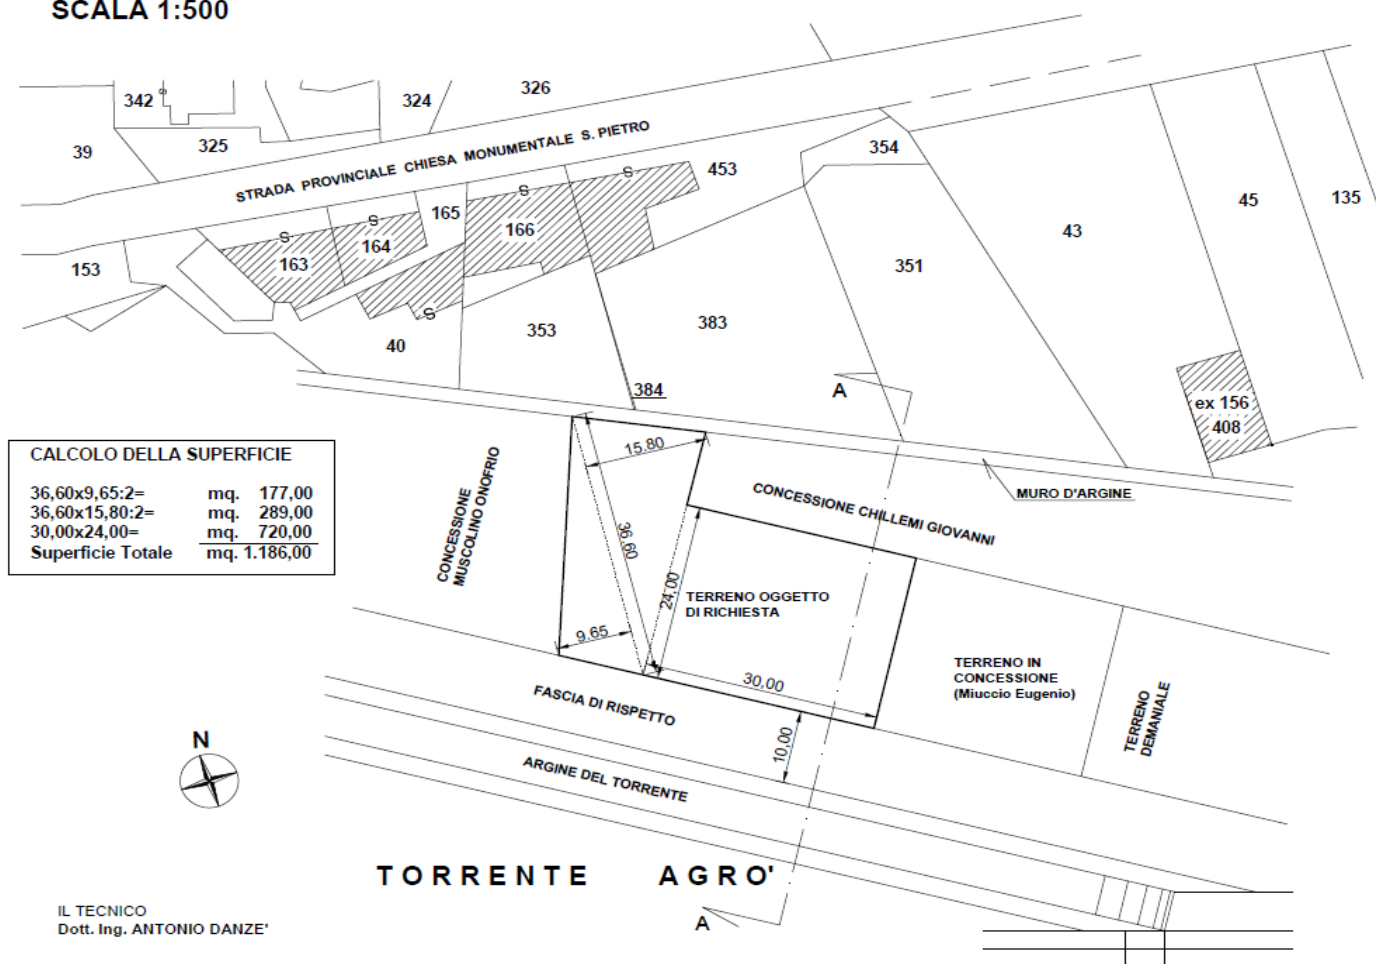 SCALA 1:500
326
342
S
324
325
39
STRADA PROVINCIALE CHIESA MONUMENTALE S. PIETRO
354
453
S
S
45
135
165
S
166
43
164
S
163
351
153
383
353
S
40
384
A
ex 156
408
CALCOLO DELLA SUPERFICIE
36,60x9,65:2= mq. 177,00
36,60x15,80:2= mq. 289,00
30,00x24,00= mq. 720,00
Superficie Totale mq. 1.186,00
15.80
CONCESSIONE
MUSCOLINO ONOFRIO
MURO D'ARGINE
CONCESSIONE CHILLEMI GIOVANNI
36,60
24,00
TERRENO OGGETTO
DI RICHIESTA
9.65
TERRENO IN
CONCESSIONE
(Miuccio Eugenio)
30,00
TERRENO
DEMANIALE
FASCIA DI RISPETTO
10,00
N
ARGINE DEL TORRENTE
TORRENTE AGRO'
A
IL TECNICO
Dott. Ing. ANTONIO DANZE'